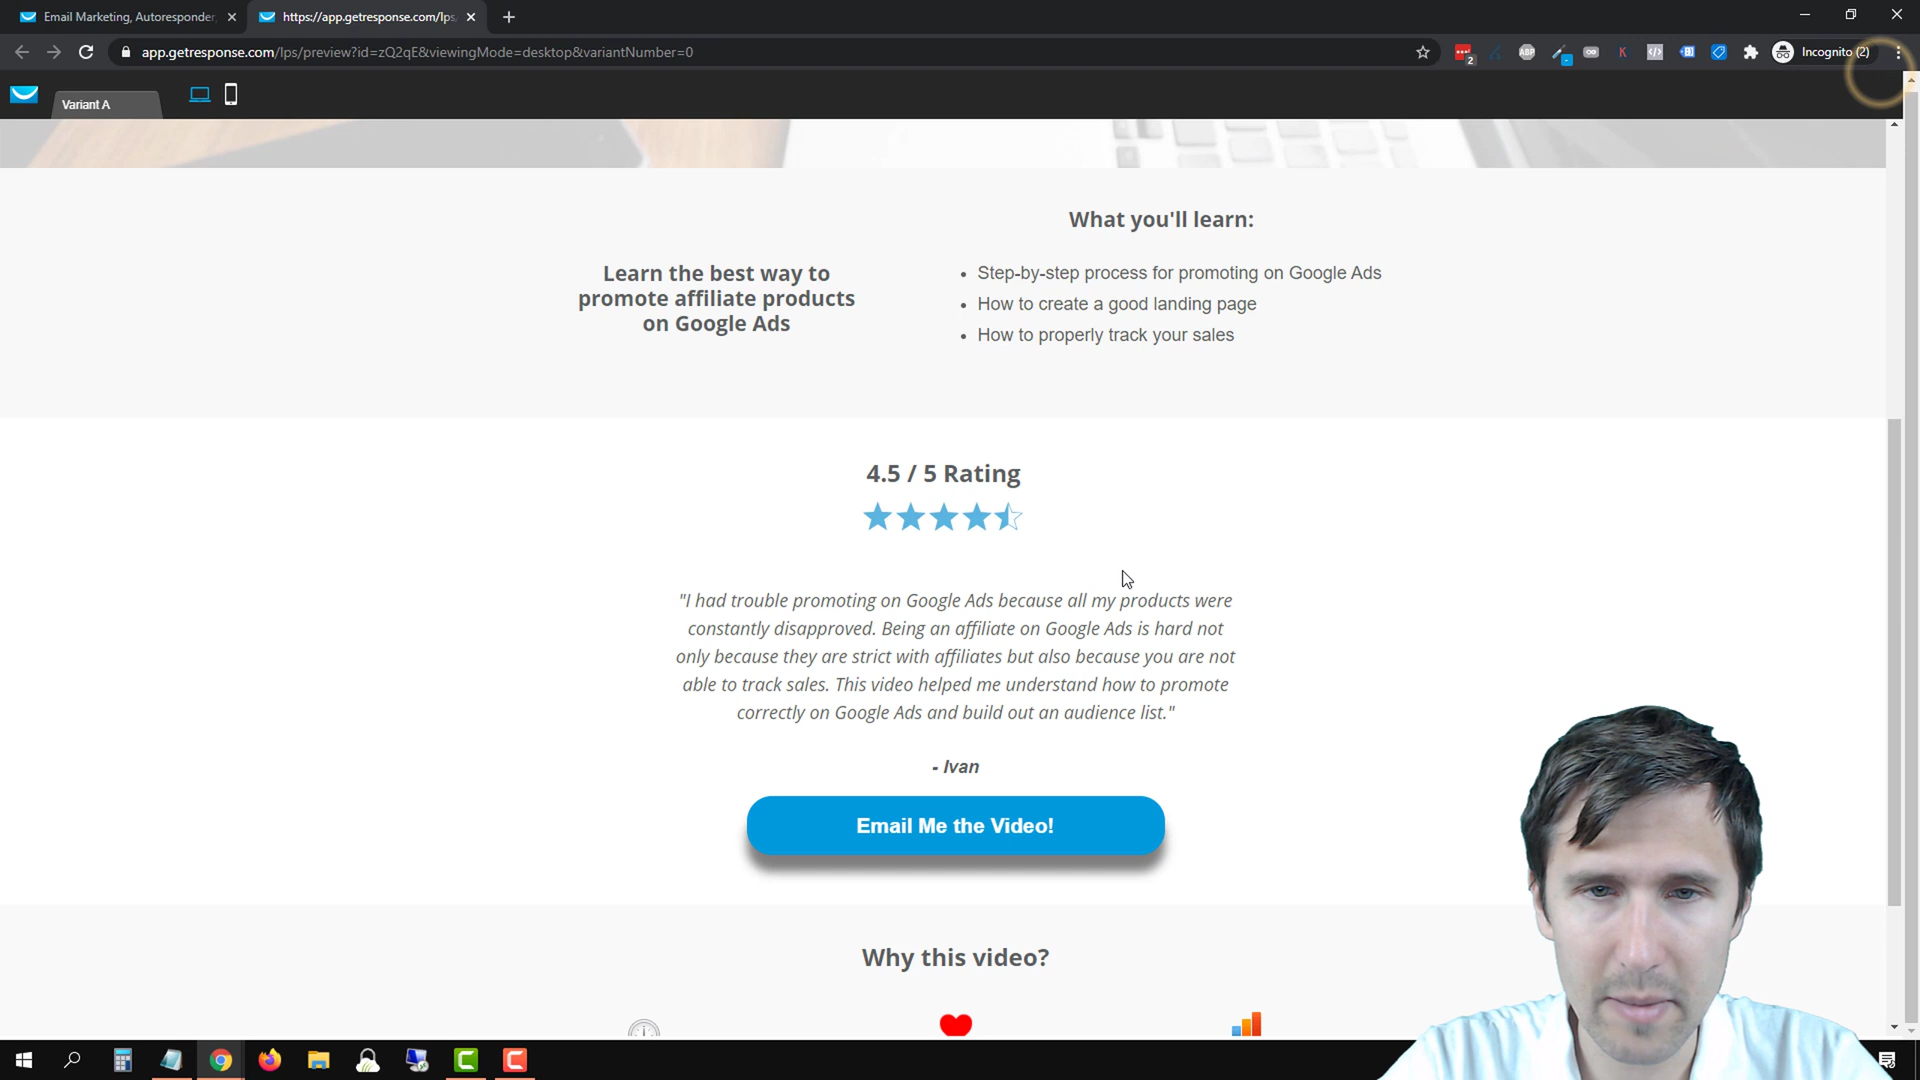 Email Marketing, Autoresponder,
https://app.getresponse.com/lps
app.getresponse.com/lps/preview?id=zQ2qE&viewingMode=desktop&variantNumber=0
2
ABP
K
Incognito (2)
Variant A
What you'll learn:
Learn the best way to
promote affiliate products
on Google Ads
• Step-by-step process for promoting on Google Ads
• How to create a good landing page
• How to properly track your sales
4.5 / 5 Rating
"I had trouble promoting on Google Ads because all my products were
constantly disapproved. Being an affiliate on Google Ads is hard not
only because they are strict with affiliates but also because you are not
able to track sales. This video helped me understand how to promote
correctly on Google Ads and build out an audience list."
- Ivan
Email Me the Video!
Why this video?